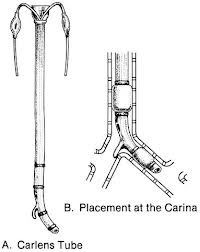 B. Placement at the Carina
A. Carlens Tube